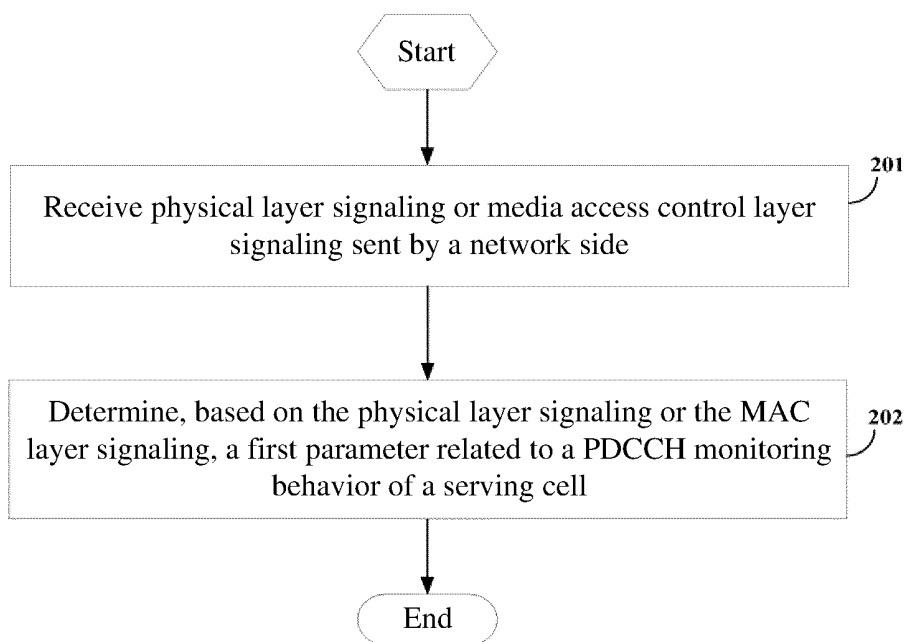 Start
201
Receive physical layer signaling or media access control layer
signaling sent by a network side
Determine, based on the physical layer signaling or the MAC
layer signaling, a first parameter related to a PDCCH monitoring
behavior of a serving cell
202
End